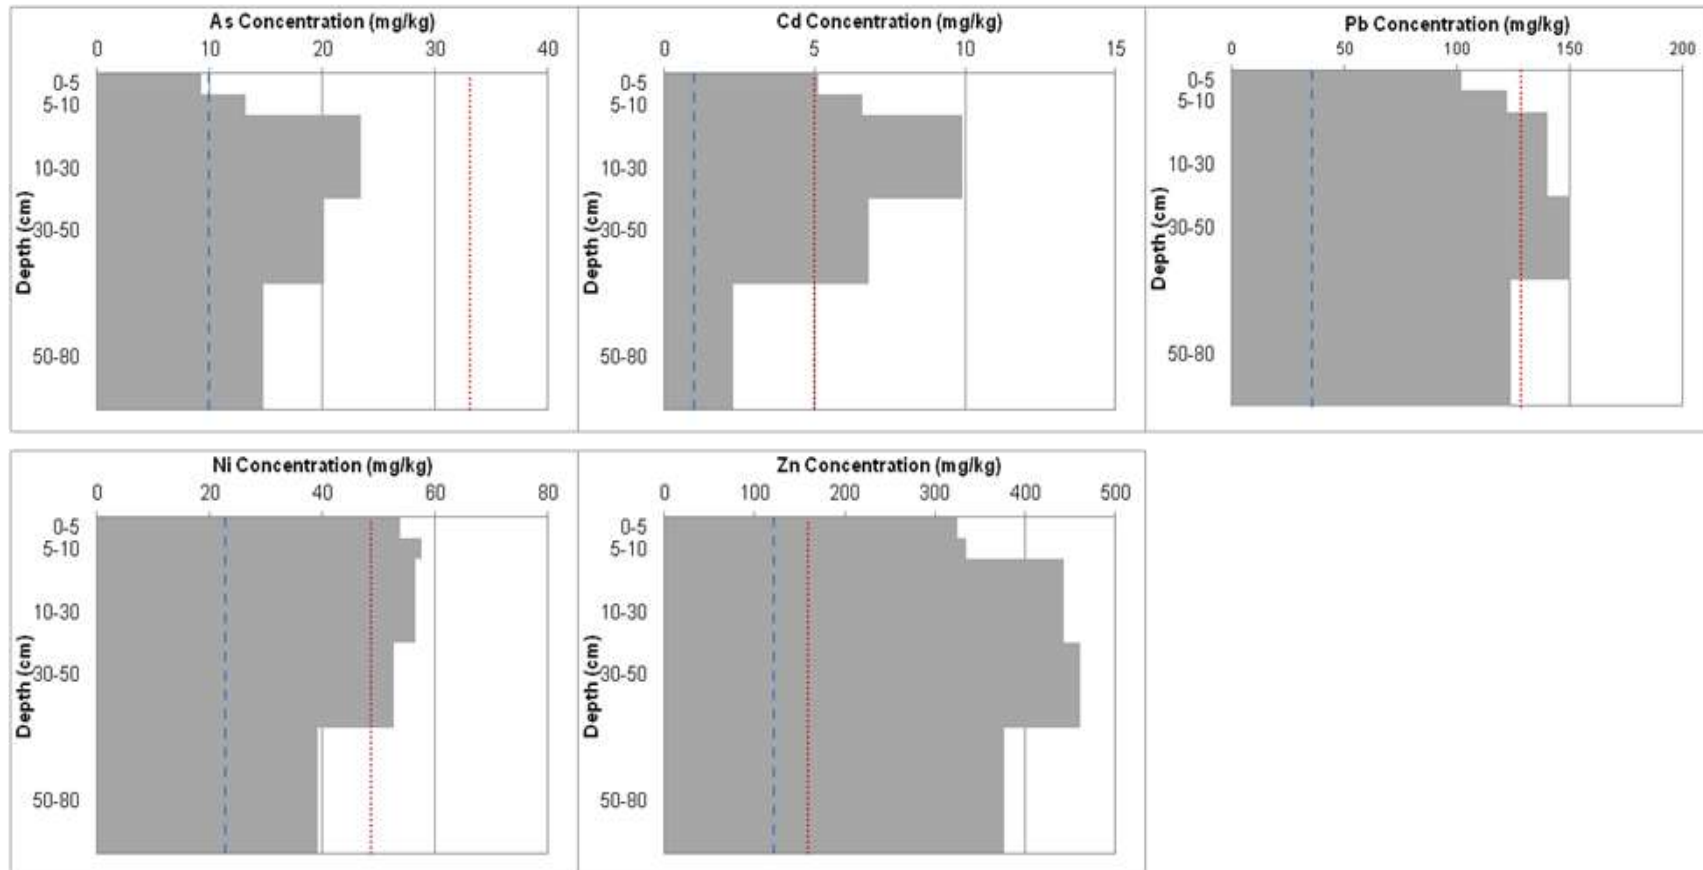 As Concentration (mg/kg)
0 10 20 30 40
0-5
5-10
10-30
30-50
50-80
Depth (cm)
Cd Concentration (mg/kg)
0 5 10 15
0-5
5-10
10-30
30-50
50-80
Depth (cm)
Pb Concentration (mg/kg)
0 50 100 150 200
0-5
5-10
10-30
30-50
50-80
Depth (cm)
Ni Concentration (mg/kg)
0 20 40 60 80
0-5
5-10
10-30
30-50
50-80
Depth (cm)
Zn Concentration (mg/kg)
0 100 200 300 400 500
0-5
5-10
10-30
30-50
50-80
Depth (cm)